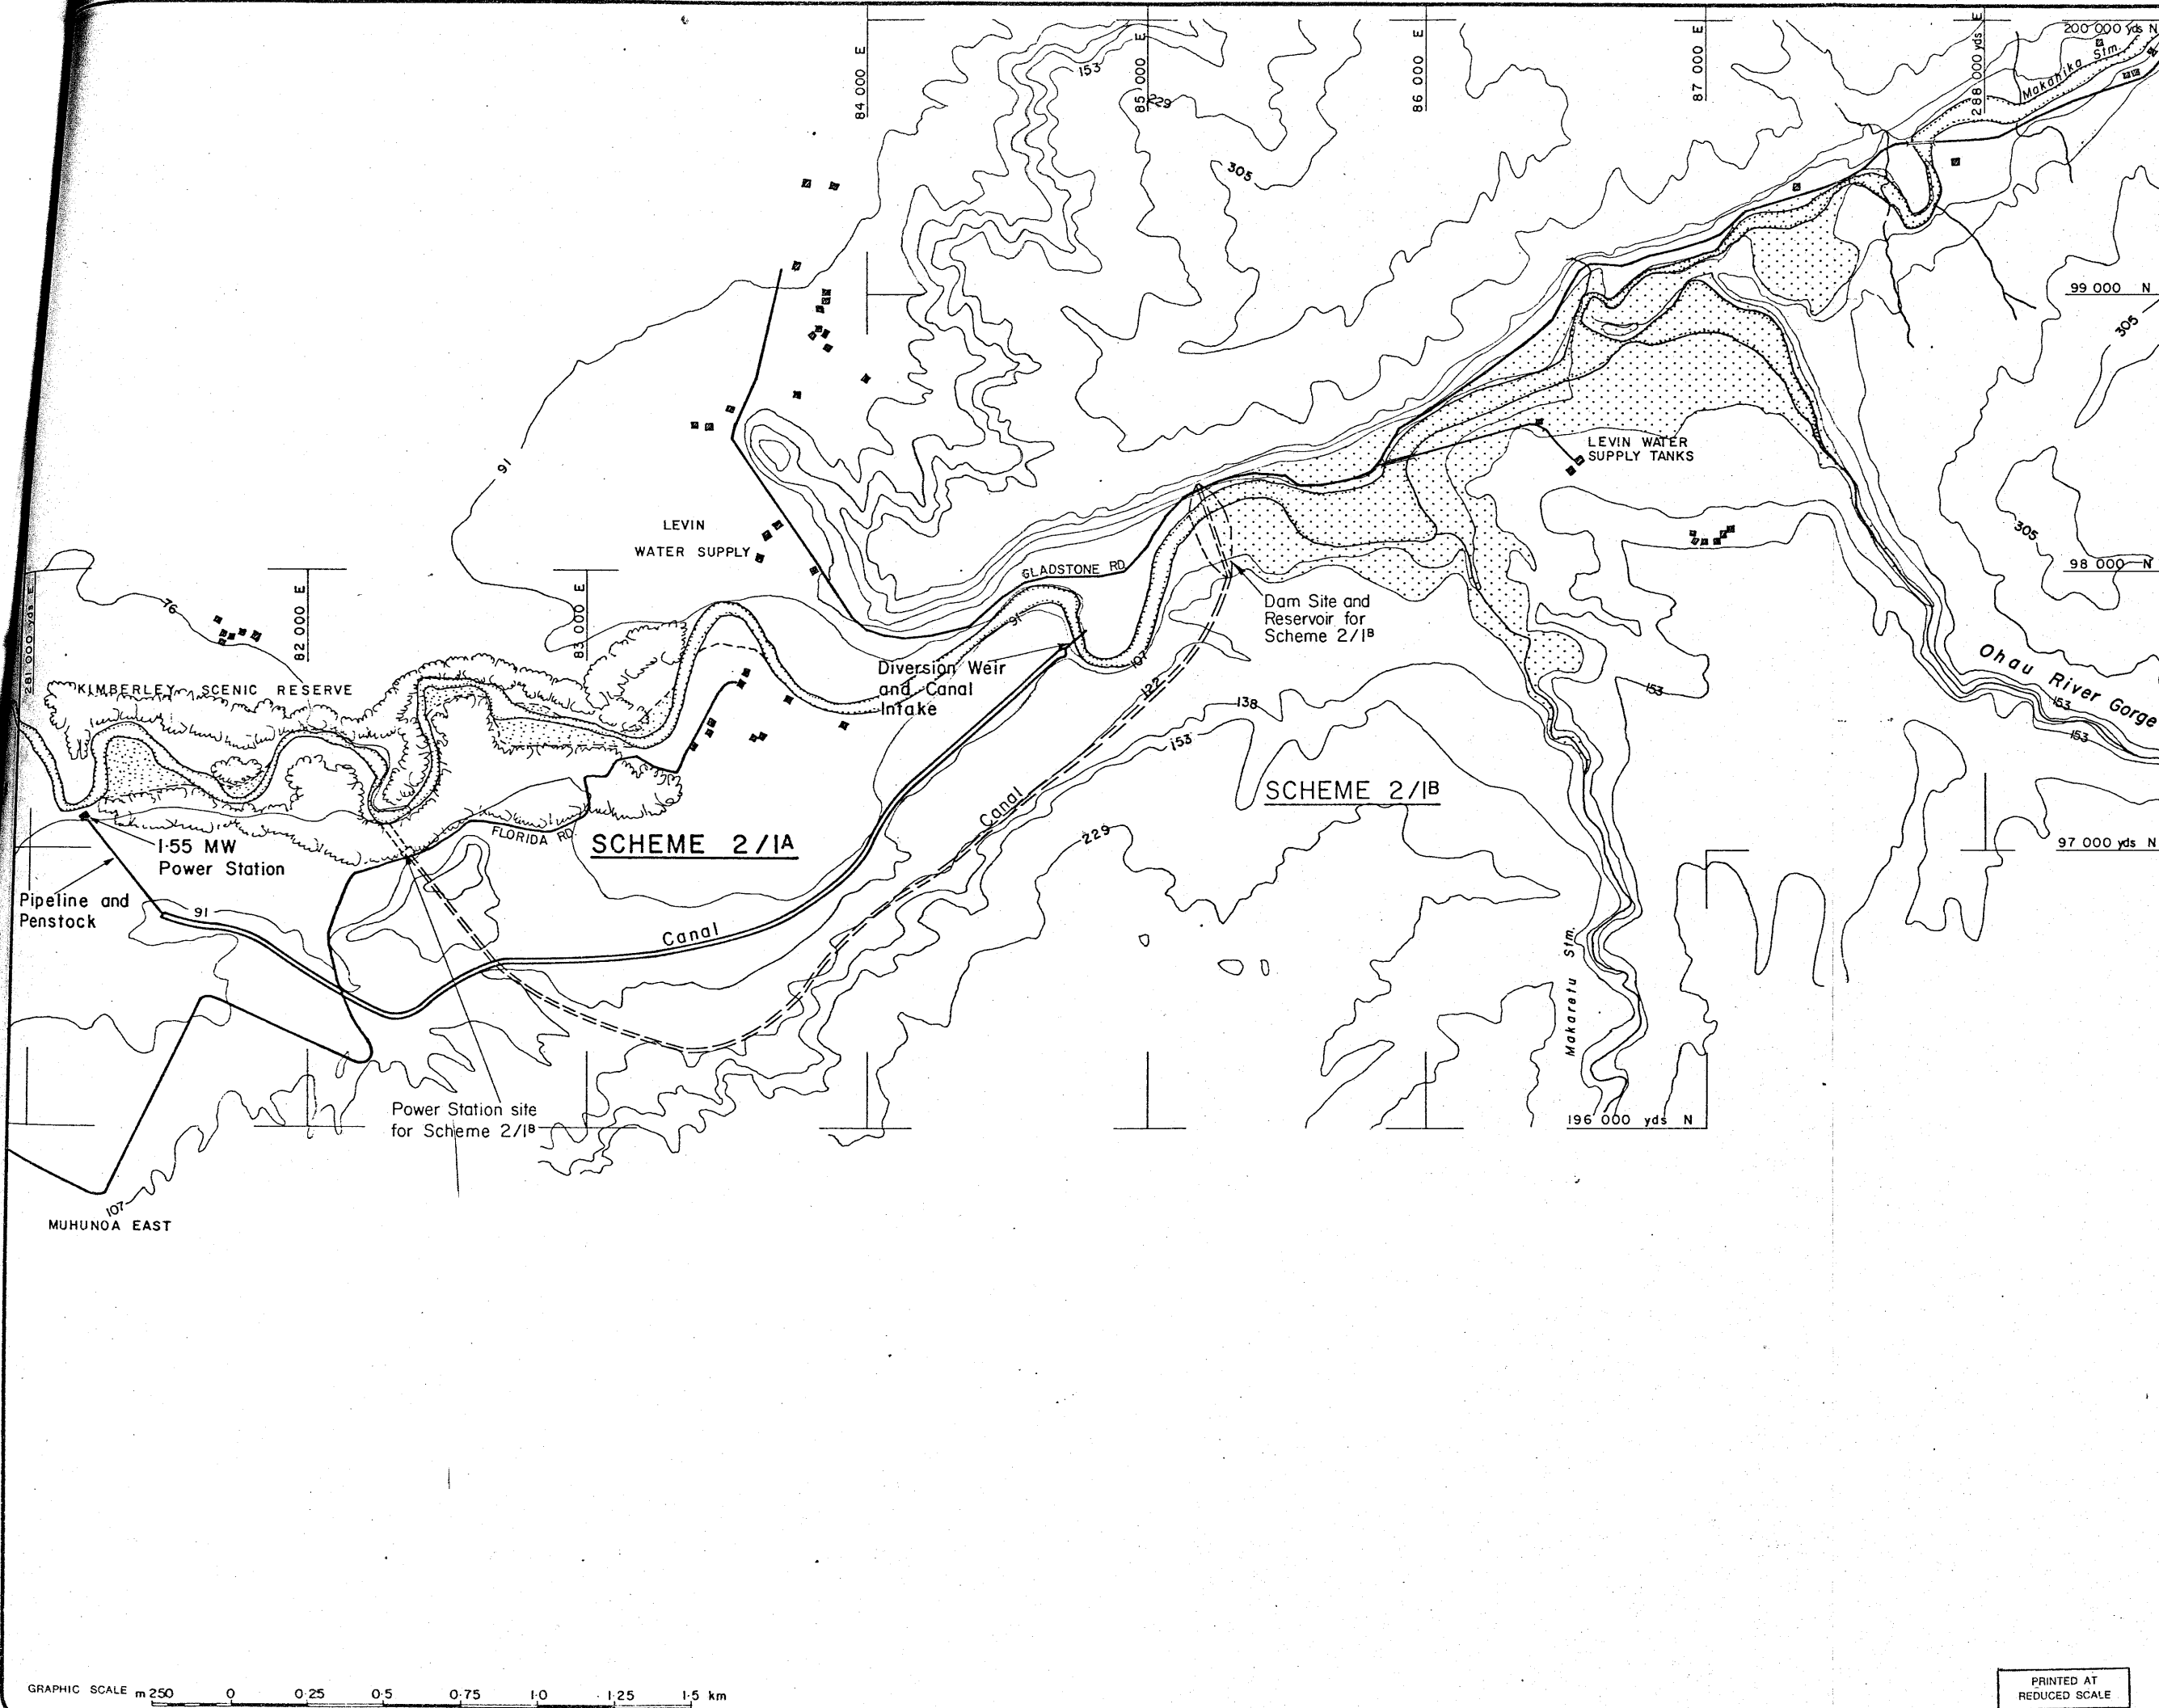 200 000 yds N
84 000 E
85 000 E
86 000 E
87 000 E
288 000 yds E
Makahika Stm.
153
229
305
99 000 N
305
91
LEVIN WATER
SUPPLY TANKS
LEVIN
WATER SUPPLY
305
98 000 N
GLADSTONE RD
76
281 000 yds E
82 000 E
83 000 E
91
Dam Site and
Reservoir for
Scheme 2/1B
Diversion Weir
and Canal
Intake
107
122
138
153
153
Ohau River Gorge
153
153
KIMBERLEY SCENIC RESERVE
SCHEME 2/1B
Canal
229
FLORIDA RD.
SCHEME 2/1A
1·55 MW
Power Station
97 000 yds N
Pipeline and
Penstock
91
Canal
Makaretu Stm.
Power Station site
for Scheme 2/1B
196 000 yds N
107
MUHUNOA EAST
GRAPHIC SCALE m 250 0 0·25 0·5 0·75 1·0 1·25 1·5 km
PRINTED AT
REDUCED SCALE